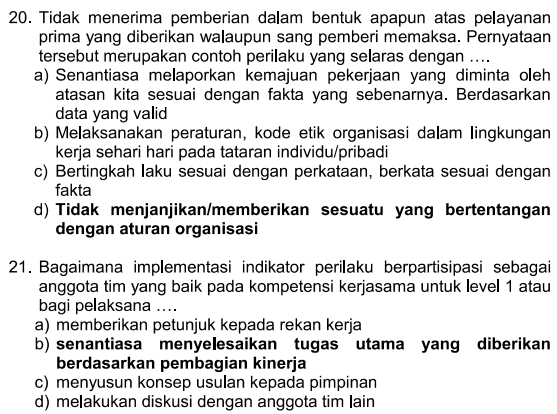 20. Tidak menerima pemberian dalam bentuk apapun atas pelayanan
prima yang diberikan walaupun sang pemberi memaksa. Pernyataan
tersebut merupakan contoh perilaku yang selaras dengan ….
a) Senantiasa melaporkan kemajuan pekerjaan yang diminta oleh
atasan kita sesuai dengan fakta yang sebenarnya. Berdasarkan
data yang valid
b) Melaksanakan peraturan, kode etik organisasi dalam lingkungan
kerja sehari hari pada tataran individu/pribadi
c) Bertingkah laku sesuai dengan perkataan, berkata sesuai dengan
fakta
d) Tidak menjanjikan/memberikan sesuatu yang bertentangan
dengan aturan organisasi
21. Bagaimana implementasi indikator perilaku berpartisipasi sebagai
anggota tim yang baik pada kompetensi kerjasama untuk level 1 atau
bagi pelaksana ….
a) memberikan petunjuk kepada rekan kerja
b) senantiasa menyelesaikan tugas utama yang diberikan
berdasarkan pembagian kinerja
c) menyusun konsep usulan kepada pimpinan
d) melakukan diskusi dengan anggota tim lain